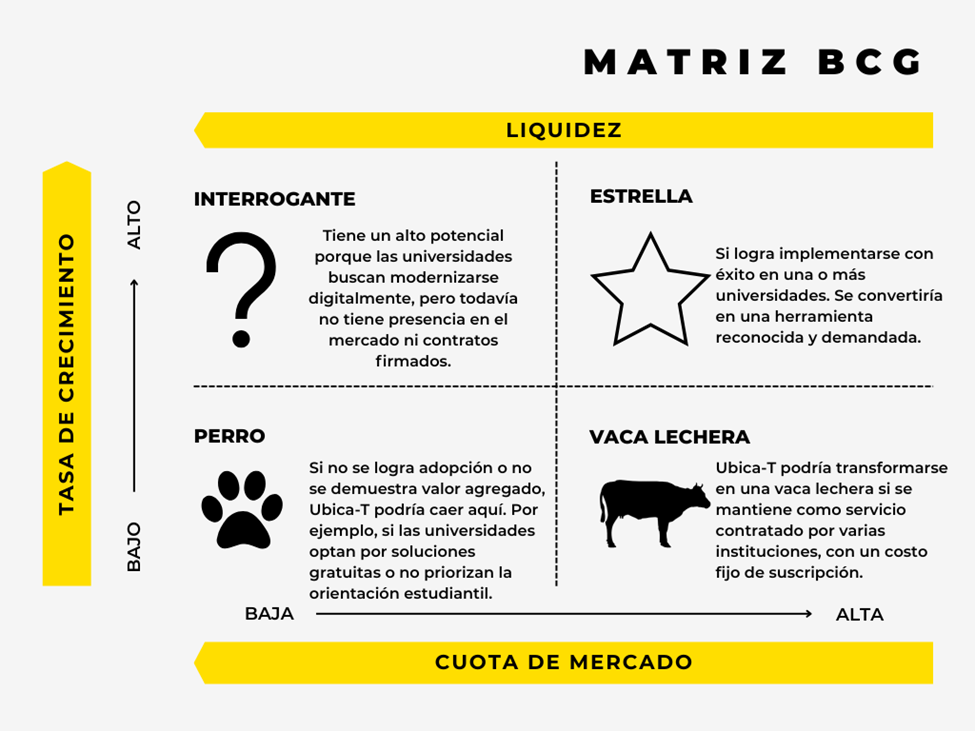 MATRIZ BCG
LIQUIDEZ
TASA DE CRECIMIENTO
ALTO
BAJO
INTERROGANTE
?
Tiene un alto potencial
porque las universidades
buscan modernizarse
digitalmente, pero todavía
no tiene presencia en el
mercado ni contratos
firmados.
ESTRELLA
Si logra implementarse con
éxito en una o más
universidades. Se convertiría
en una herramienta
reconocida y demandada.
PERRO
Si no se logra adopción o no
se demuestra valor agregado,
Ubica-T podría caer aquí. Por
ejemplo, si las universidades
optan por soluciones
gratuitas o no priorizan la
orientación estudiantil.
VACA LECHERA
Ubica-T podría transformarse
en una vaca lechera si se
mantiene como servicio
contratado por varias
instituciones, con un costo
fijo de suscripción.
BAJA
ALTA
CUOTA DE MERCADO